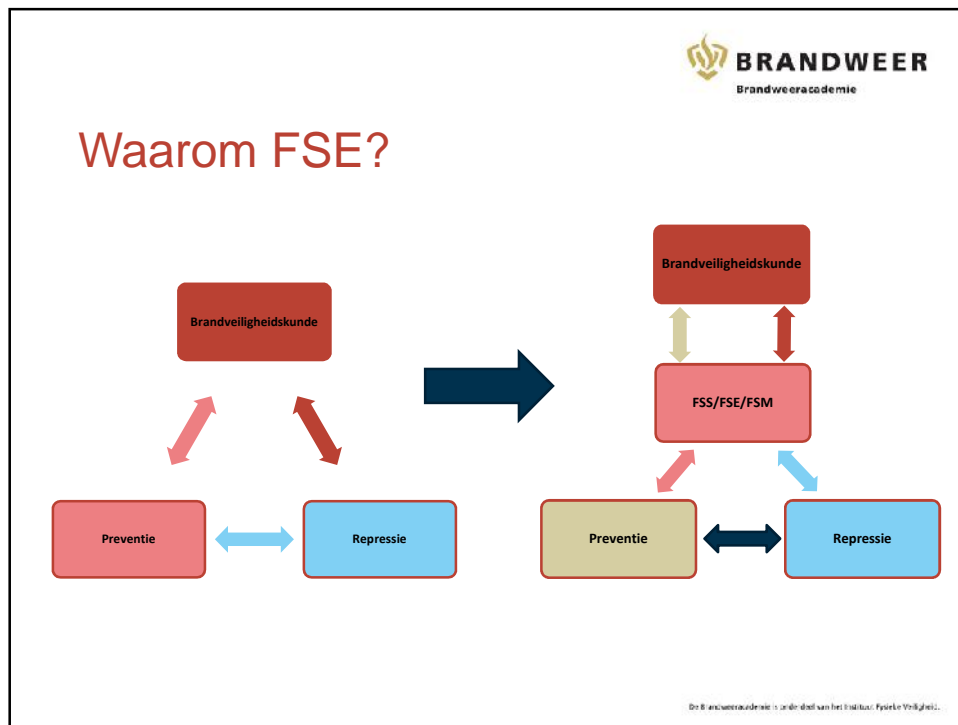 BRANDWEER
Brandweeracademie
Waarom FSE?
Brandveiligheidskunde
Preventie
Repressie
Brandveiligheidskunde
FSS/FSE/FSM
Preventie
Repressie
De Brandweeracademie is onderdeel van het Instituut Fysieke Veiligheid.